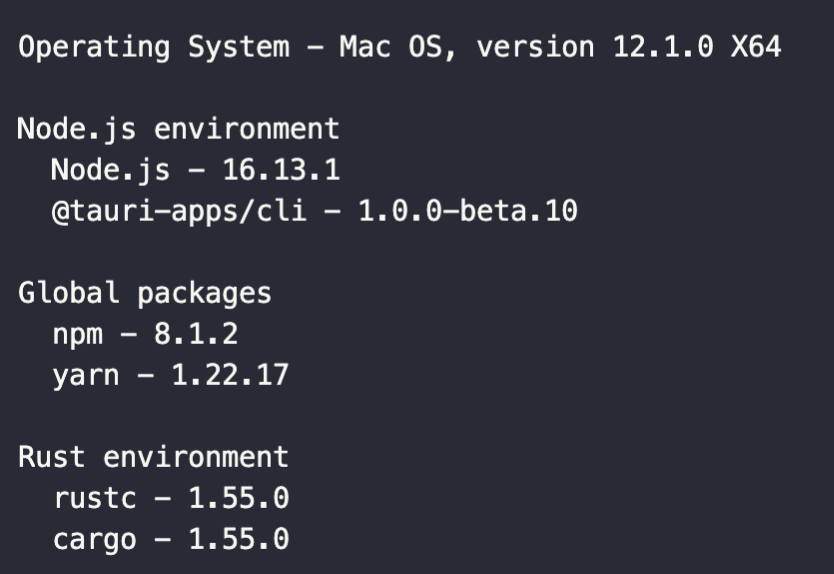 Operating System – Mac OS, version 12.1.0 X64
Node.js environment
Node.js – 16.13.1
@tauri-apps/cli – 1.0.0-beta.10
Global packages
npm – 8.1.2
yarn – 1.22.17
Rust environment
rustc – 1.55.0
cargo – 1.55.0